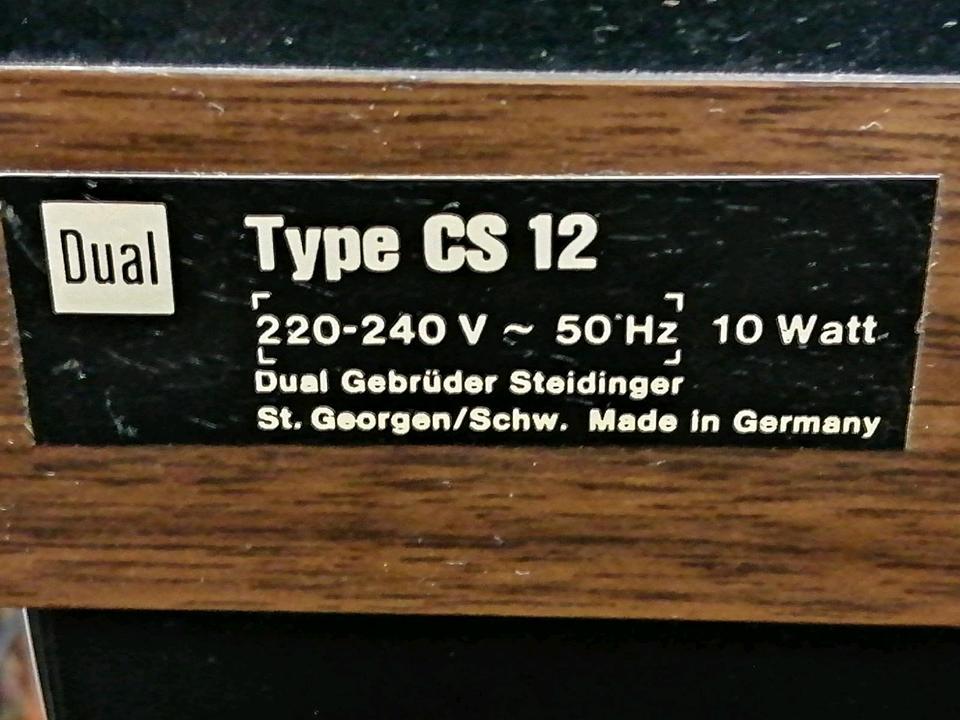 Dual
Type CS 12
220-240 V ~ 50 Hz 10 Watt
Dual Gebrüder Steidinger
St. Georgen/Schw. Made in Germany